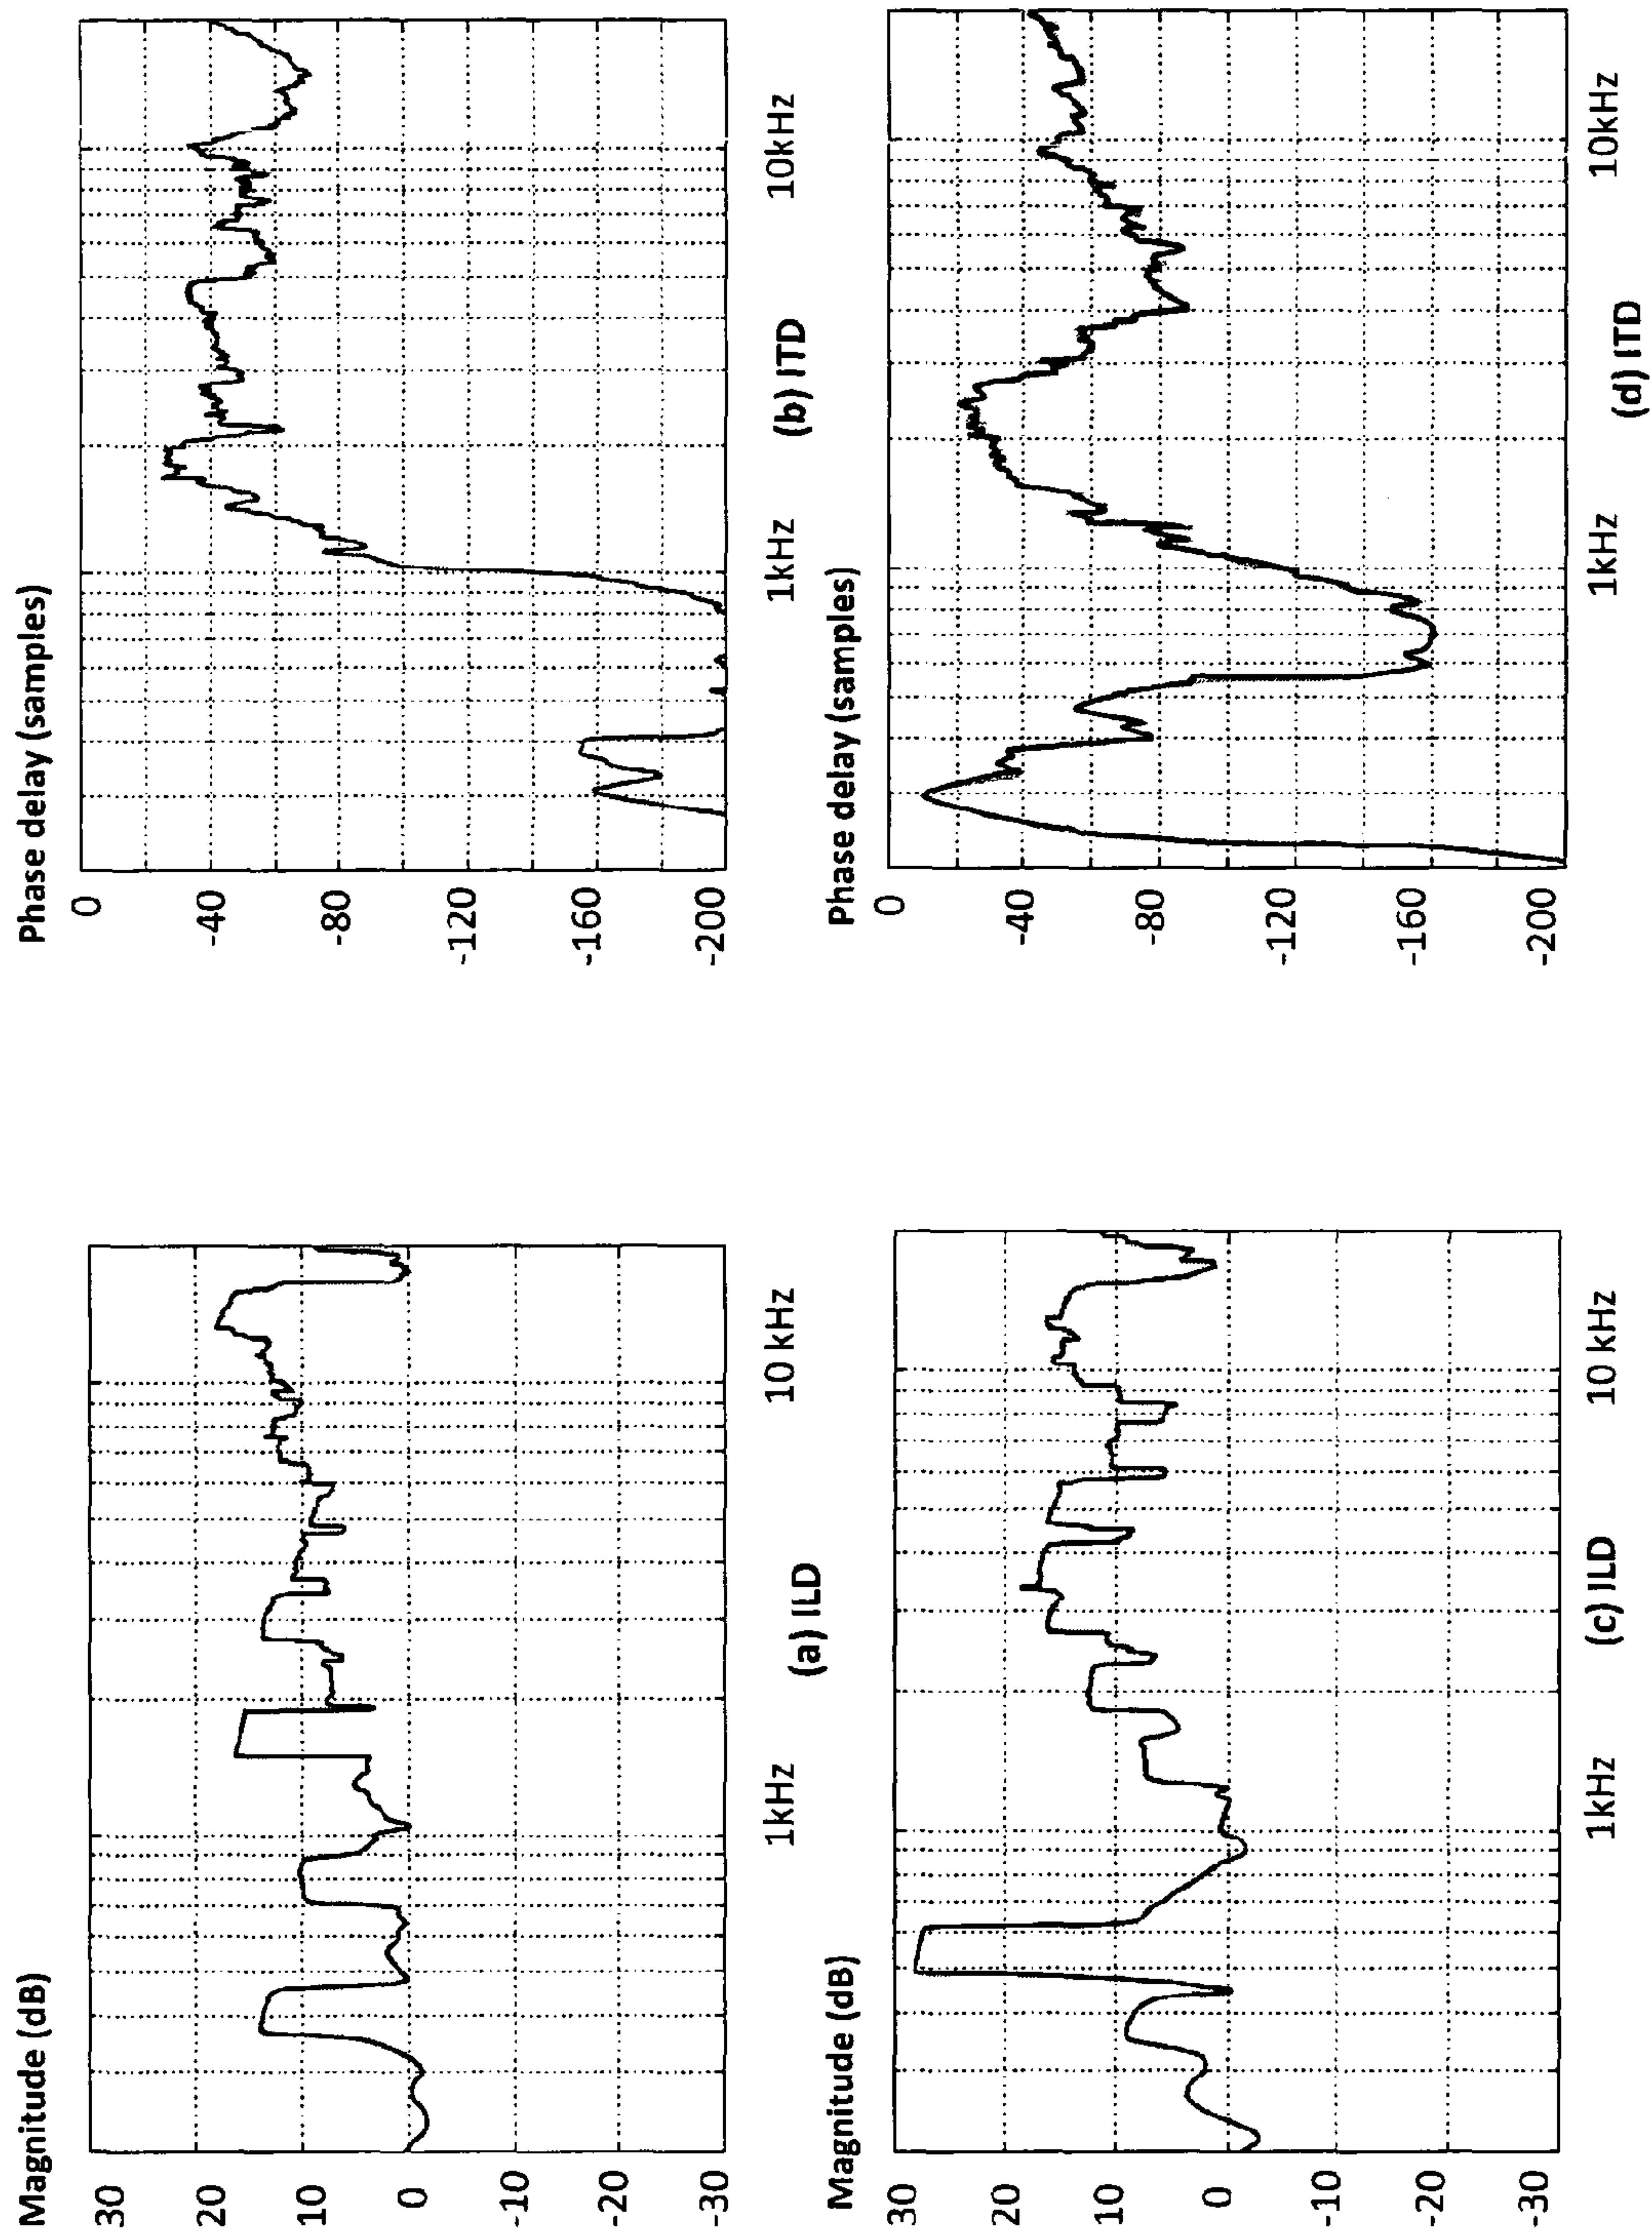 Magnitude (dB)
30
20
10
0
-10
-20
-30
1kHz
10 kHz
(a) ILD
Phase delay (samples)
0
-40
-80
-120
-160
-200
1kHz
10kHz
(b) ITD
Magnitude (dB)
30
20
10
0
-10
-20
-30
1kHz
10 kHz
(c) ILD
Phase delay (samples)
0
-40
-80
-120
-160
-200
1kHz
10kHz
(d) ITD